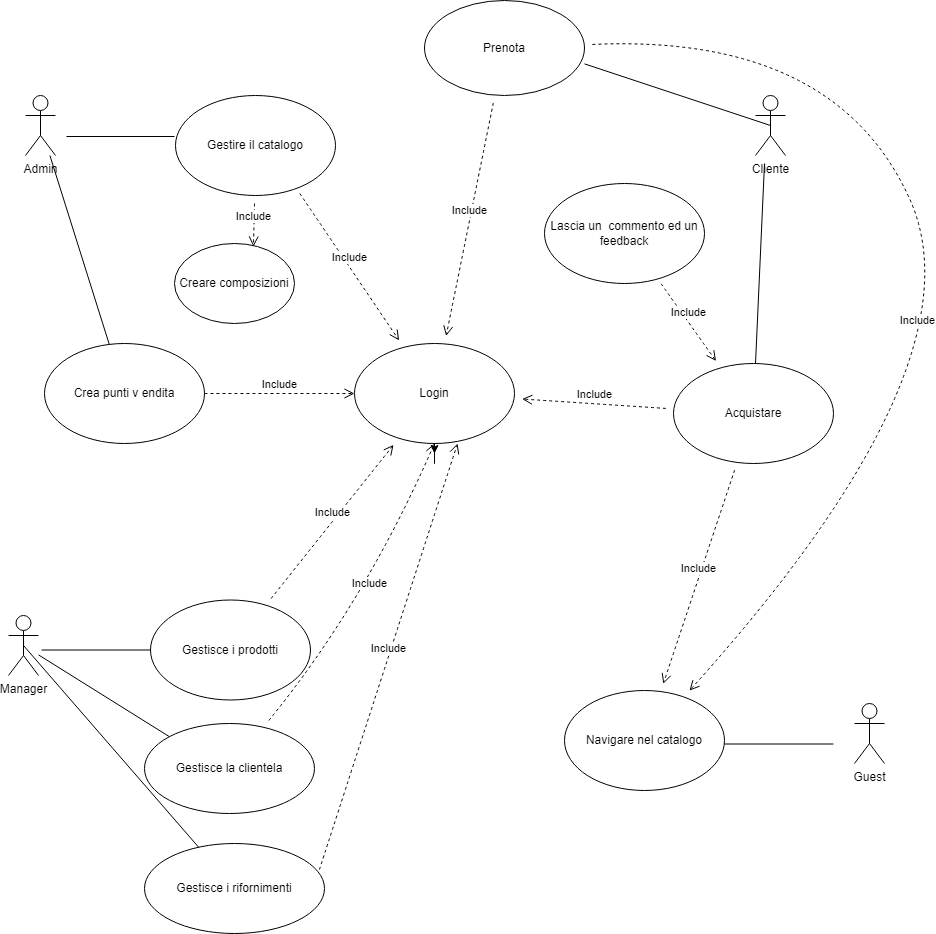 Prenota
Gestire il catalogo
Admin
Cliente
Include
Include
Lascia un commento ed un
feedback
Include
Creare composizioni
Include
Include
Include
Crea punti v endita
Include
Login
Include
Acquistare
Include
Include
Include
Gestisce i prodotti
Include
Manager
Navigare nel catalogo
Gestisce la clientela
Guest
Gestisce i rifornimenti